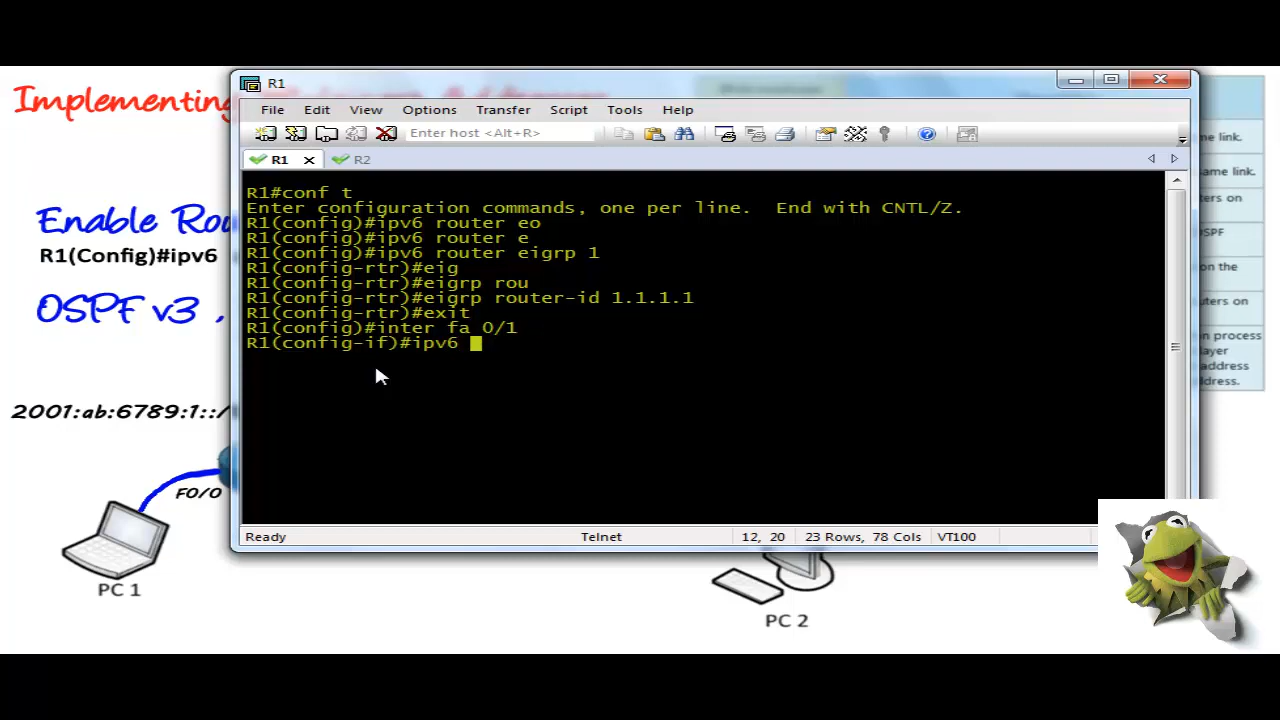 Implementing
R1
File Edit View Options Transfer Script Tools Help
Enter host <Alt+R>
R1 R2
R1#conf t
Enter configuration commands, one per line. End with CNTL/Z.
R1(config)#ipv6 router eo
R1(config)#ipv6 router e
R1(config)#ipv6 router eigrp 1
R1(config-rtr)#eig
R1(config-rtr)#eigrp rou
R1(config-rtr)#eigrp router-id 1.1.1.1
R1(config-rtr)#exit
R1(config)#inter fa 0/1
R1(config-if)#ipv6
Ready Telnet 12, 20 23 Rows, 78 Cols VT100
Enable Rou
R1(Config)#ipv6
OSPF v3 ,
2001:ab:6789:1::/
F0/0
PC 1
PC 2
me link.
ame link.
ers on
OSPF
on the
uters on
on process
layer
address
ddress.